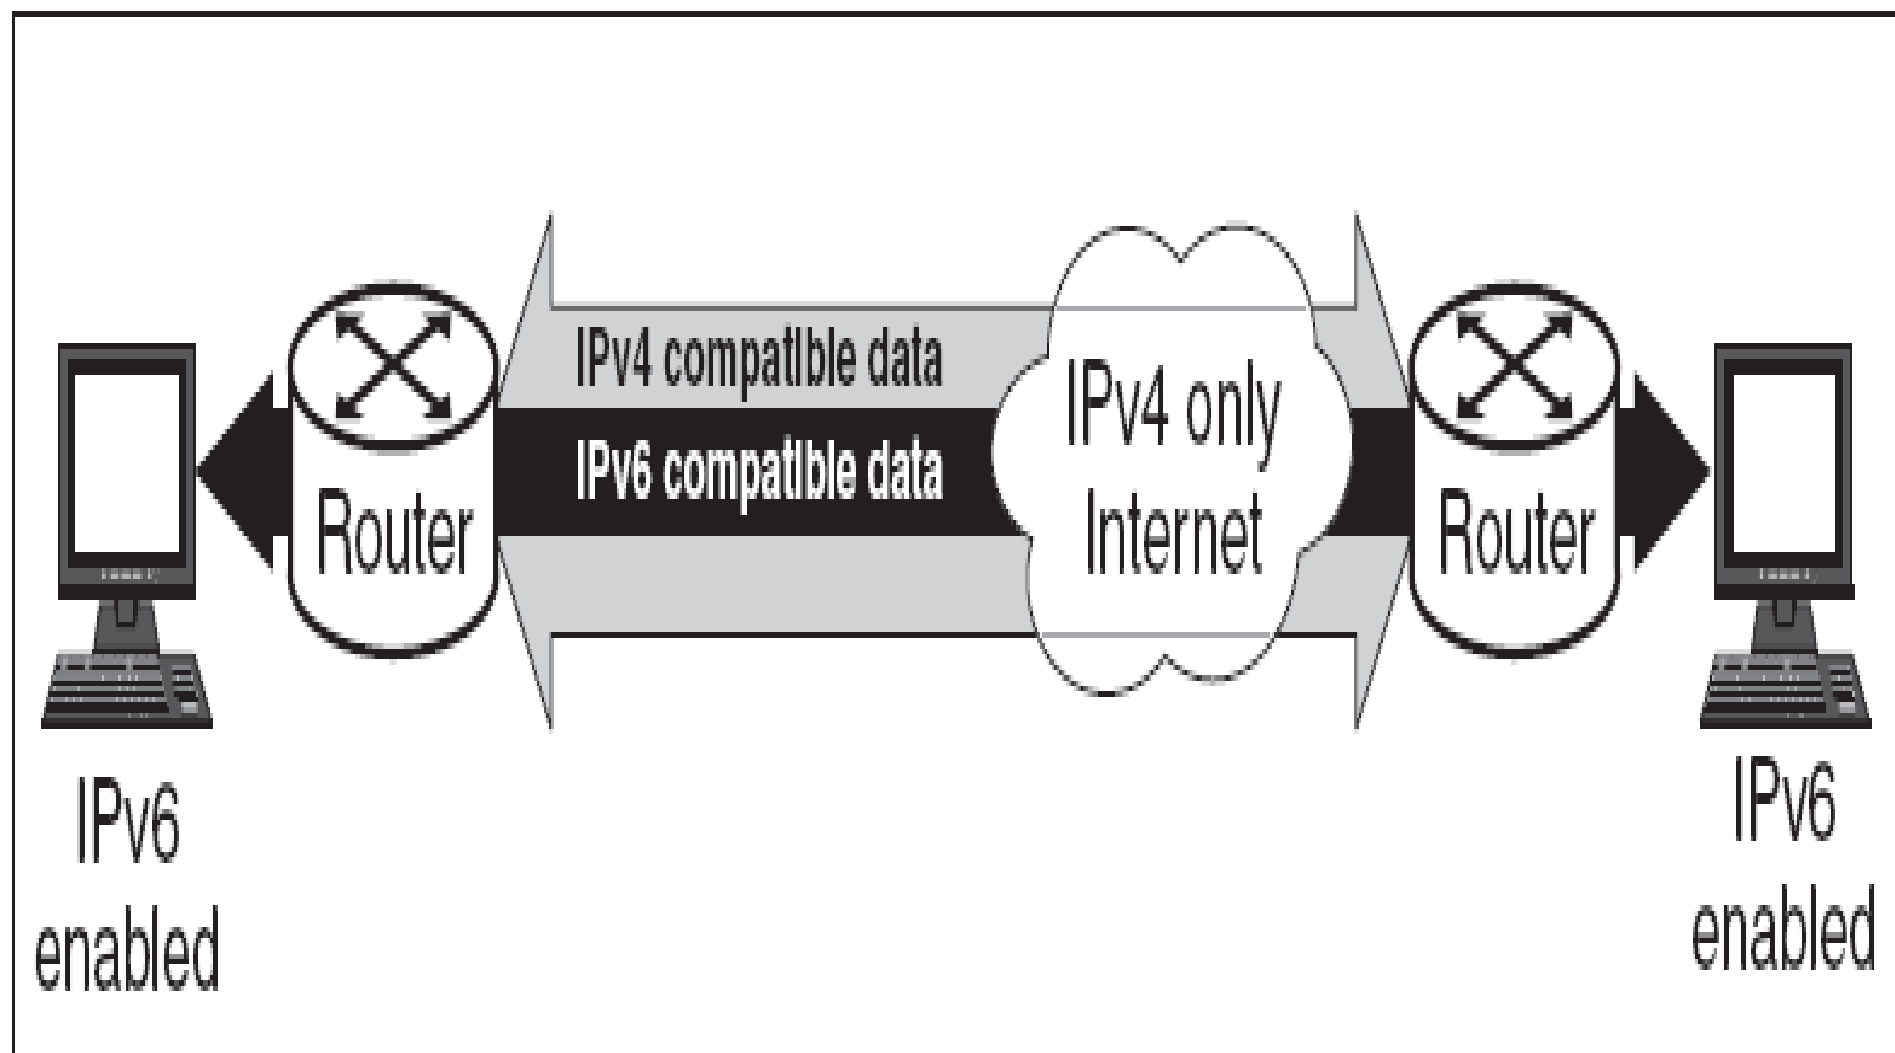 IPv4 compatible data
IPv6 compatible data
IPv4 only
Internet
Router
Router
IPv6
enabled
IPv6
enabled